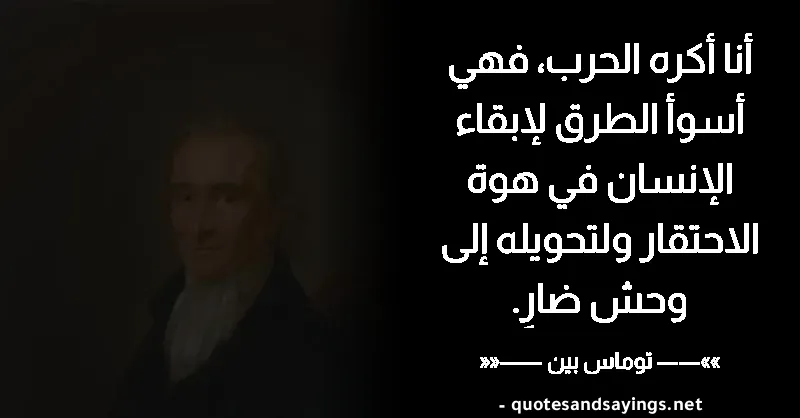 أنا أكره الحرب، فهي
أسوأ الطرق لإبقاء
الإنسان في هوة
الاحتقار ولتحويله إلى
وحش ضارٍ.
»»—— توماس بين ——««
- quotesandsayings.net